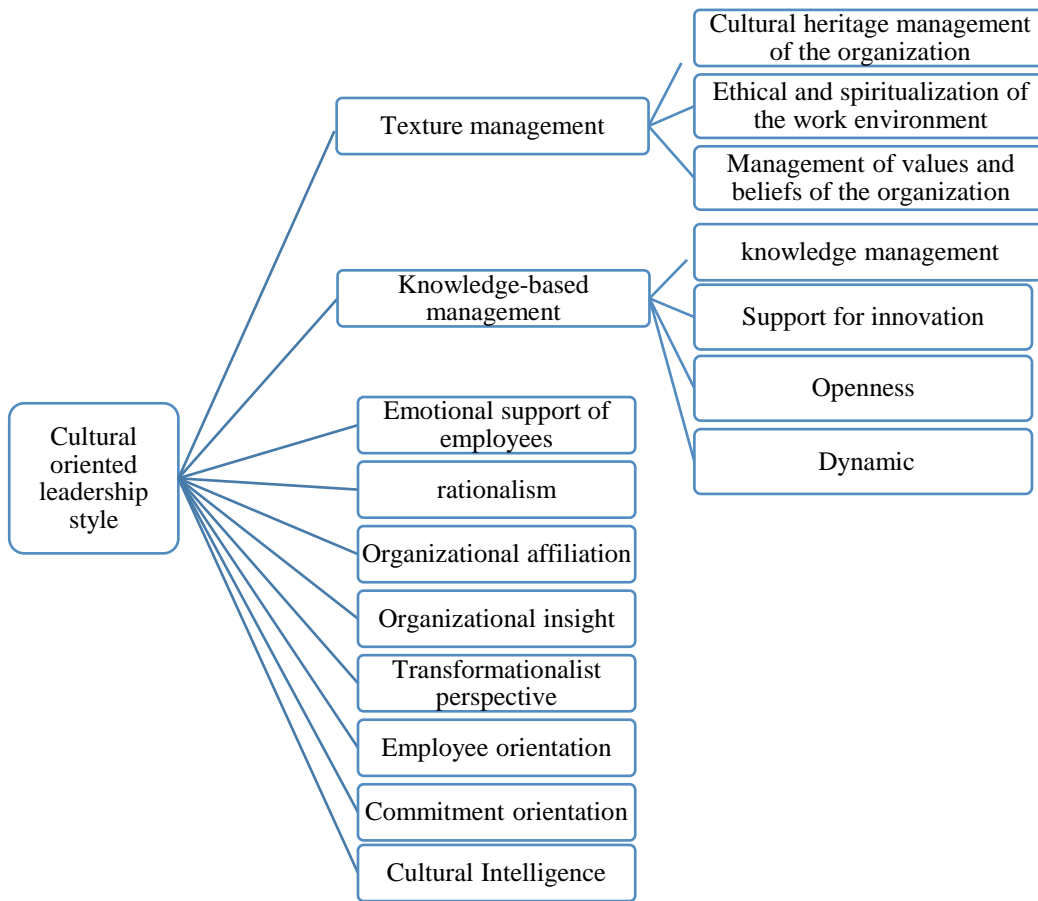 Cultural heritage management
of the organization
Ethical and spiritualization of
the work environment
Texture management
Management of values and
beliefs of the organization
knowledge management
Knowledge-based
management
Support for innovation
Openness
Emotional support of
employees
Dynamic
Cultural
oriented
leadership
style
rationalism
Organizational affiliation
Organizational insight
Transformationalist
perspective
Employee orientation
Commitment orientation
Cultural Intelligence